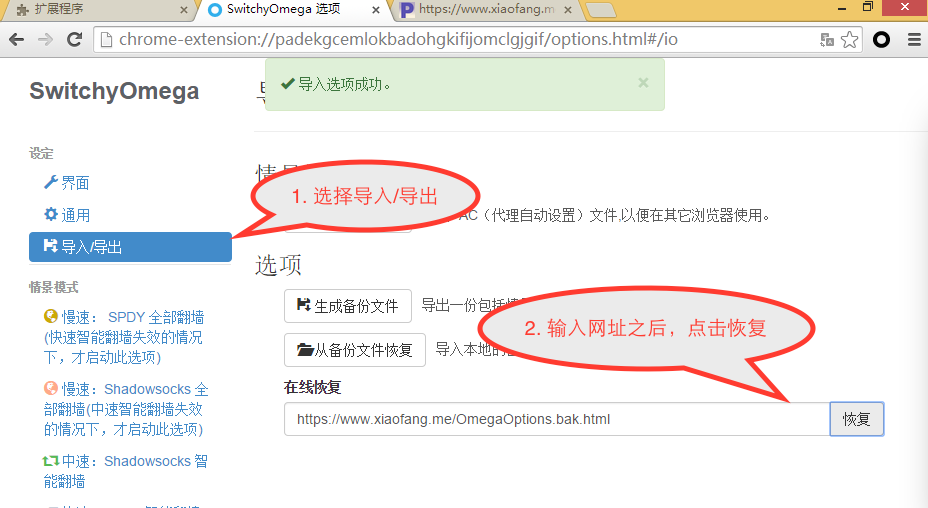 扩展程序
SwitchyOmega 选项
https://www.xiaofang.me
chrome-extension://padekgcemlokbadohgkifijomclgjgif/options.html#/io
SwitchyOmega
导入选项成功。
设定
界面
通用
导入/导出
情景模式
慢速： SPDY 全部翻墙
(快速智能翻墙失效的情况
下，才启动此选项)
慢速：Shadowsocks 全
部翻墙(中速智能翻墙失效
的情况下，才启动此选项)
中速：Shadowsocks 智
能翻墙
1. 选择导入/导出
AC（代理自动设置）文件,以便在其它浏览器使用。
选项
生成备份文件
导出一份包括
从备份文件恢复
导入本地的
2. 输入网址之后，点击恢复
在线恢复
https://www.xiaofang.me/OmegaOptions.bak.html
恢复